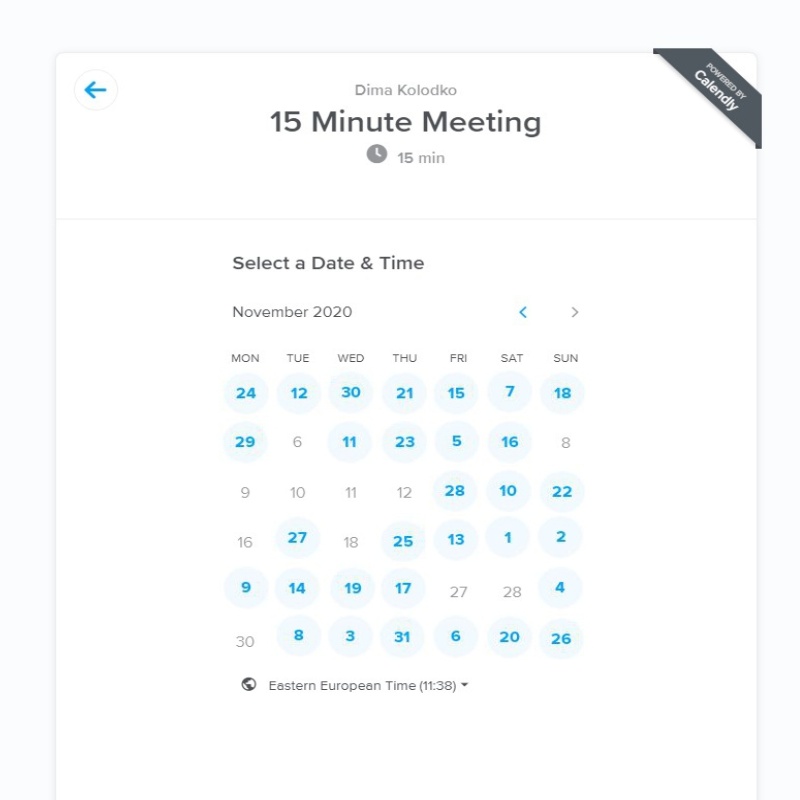 POWERED BY
Calendly
Dima Kolodko
15 Minute Meeting
15 min
Select a Date & Time
November 2020
MON TUE WED THU FRI SAT SUN
24 12 30 21 15 7 18
29 6 11 23 5 16 8
9 10 11 12 28 10 22
16 27 18 25 13 1 2
9 14 19 17 27 28 4
30 8 3 31 6 20 26
Eastern European Time (11:38)